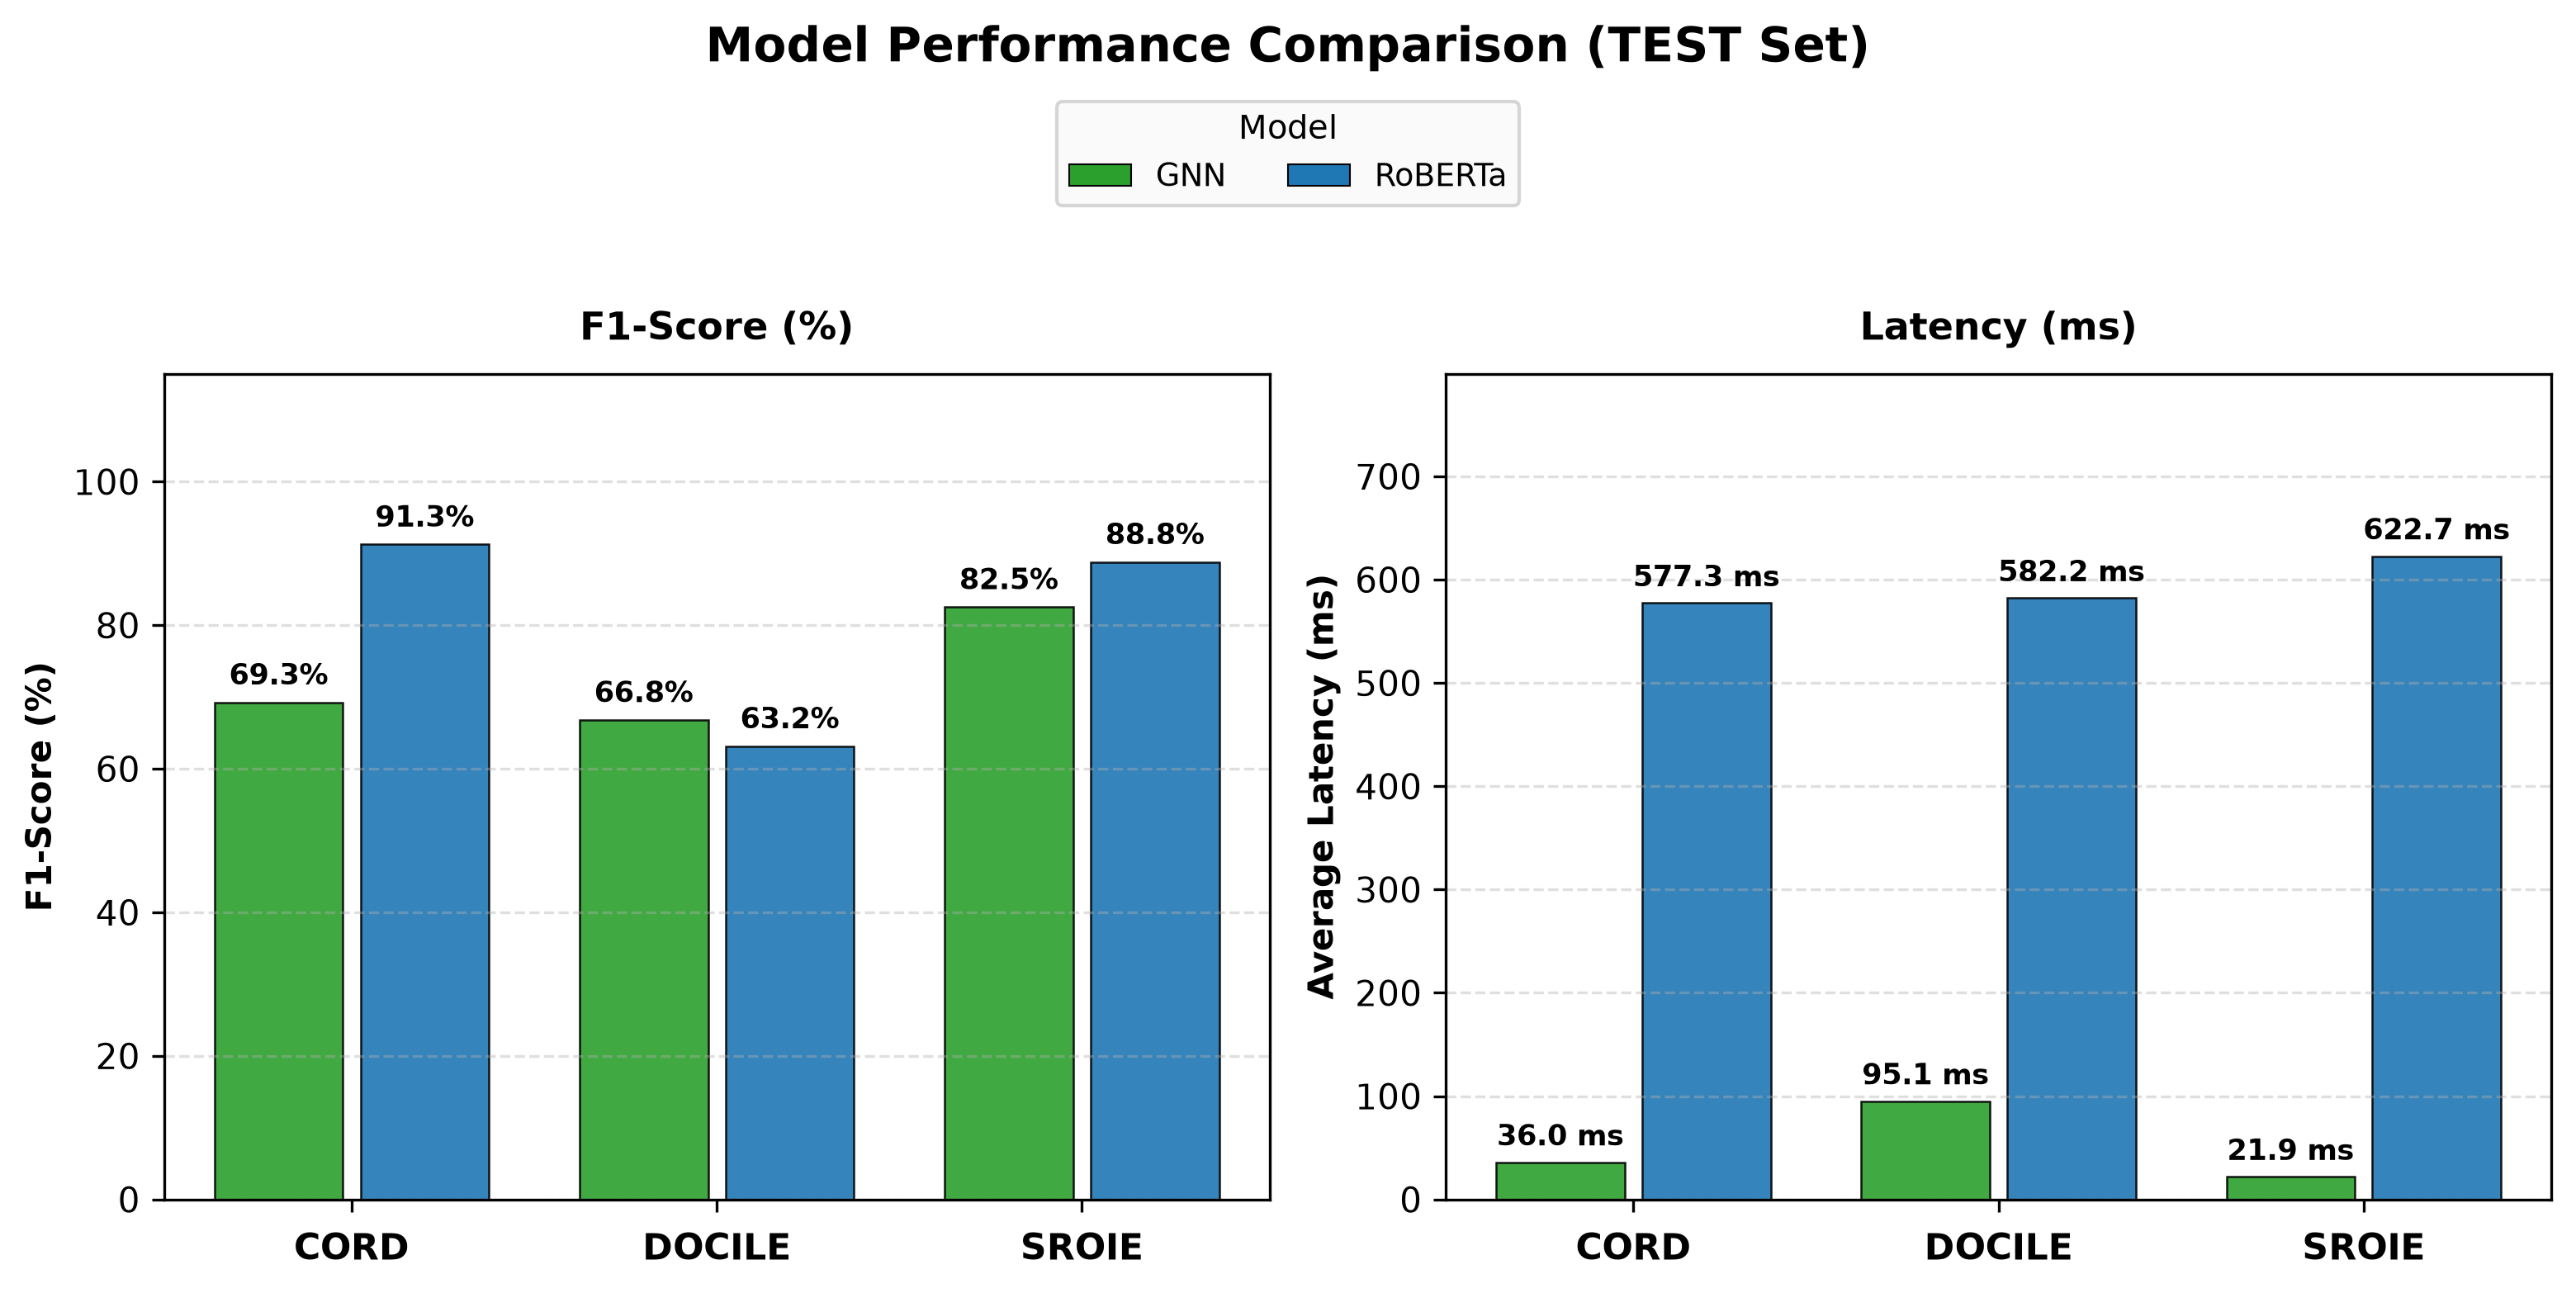 Model Performance Comparison (TEST Set)
Model
GNN RoBERTa
F1-Score (%)
F1-Score (%)
100
80
60
40
20
0
69.3%
91.3%
66.8%
63.2%
82.5%
88.8%
CORD DOCILE SROIE
Latency (ms)
Average Latency (ms)
700
600
500
400
300
200
100
0
36.0 ms
577.3 ms
95.1 ms
582.2 ms
21.9 ms
622.7 ms
CORD DOCILE SROIE